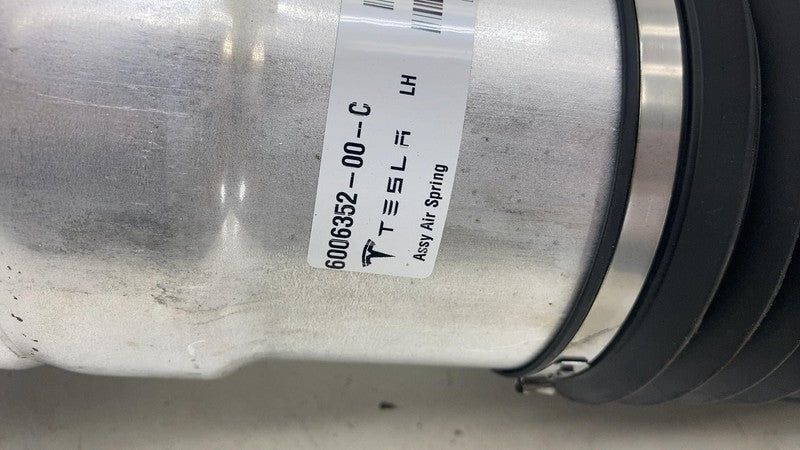 6006352-00--C
TESLA LH
Assy Air Spring